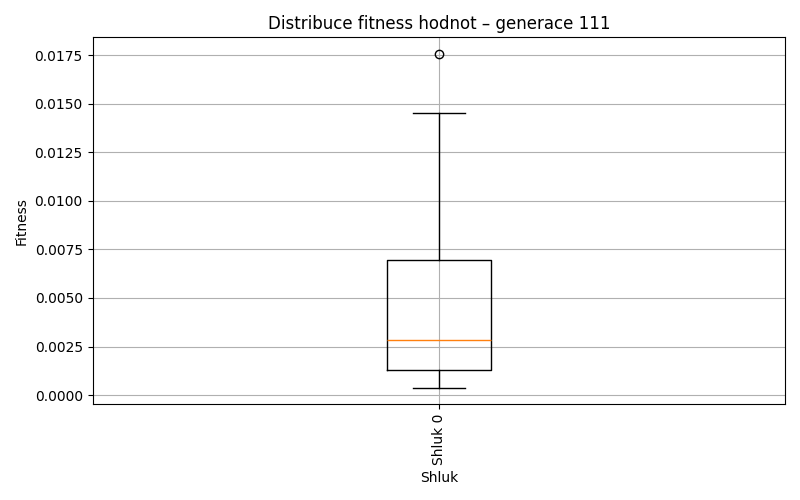 Distribuce fitness hodnot – generace 111
0.0175
0.0150
0.0125
0.0100
0.0075
0.0050
0.0025
0.0000
Fitness
Shluk 0
Shluk